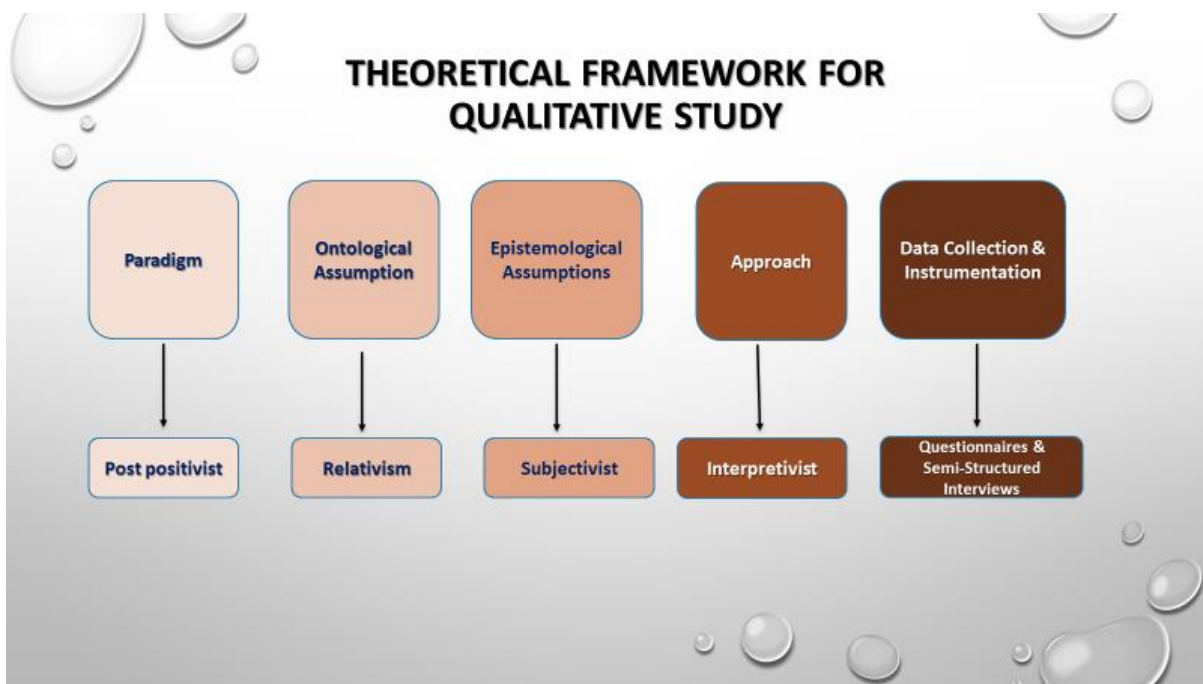 THEORETICAL FRAMEWORK FOR
QUALITATIVE STUDY
Paradigm
Ontological
Assumption
Epistemological
Assumptions
Approach
Data Collection &
Instrumentation
Post positivist
Relativism
Subjectivist
Interpretivist
Questionnaires &
Semi-Structured
Interviews